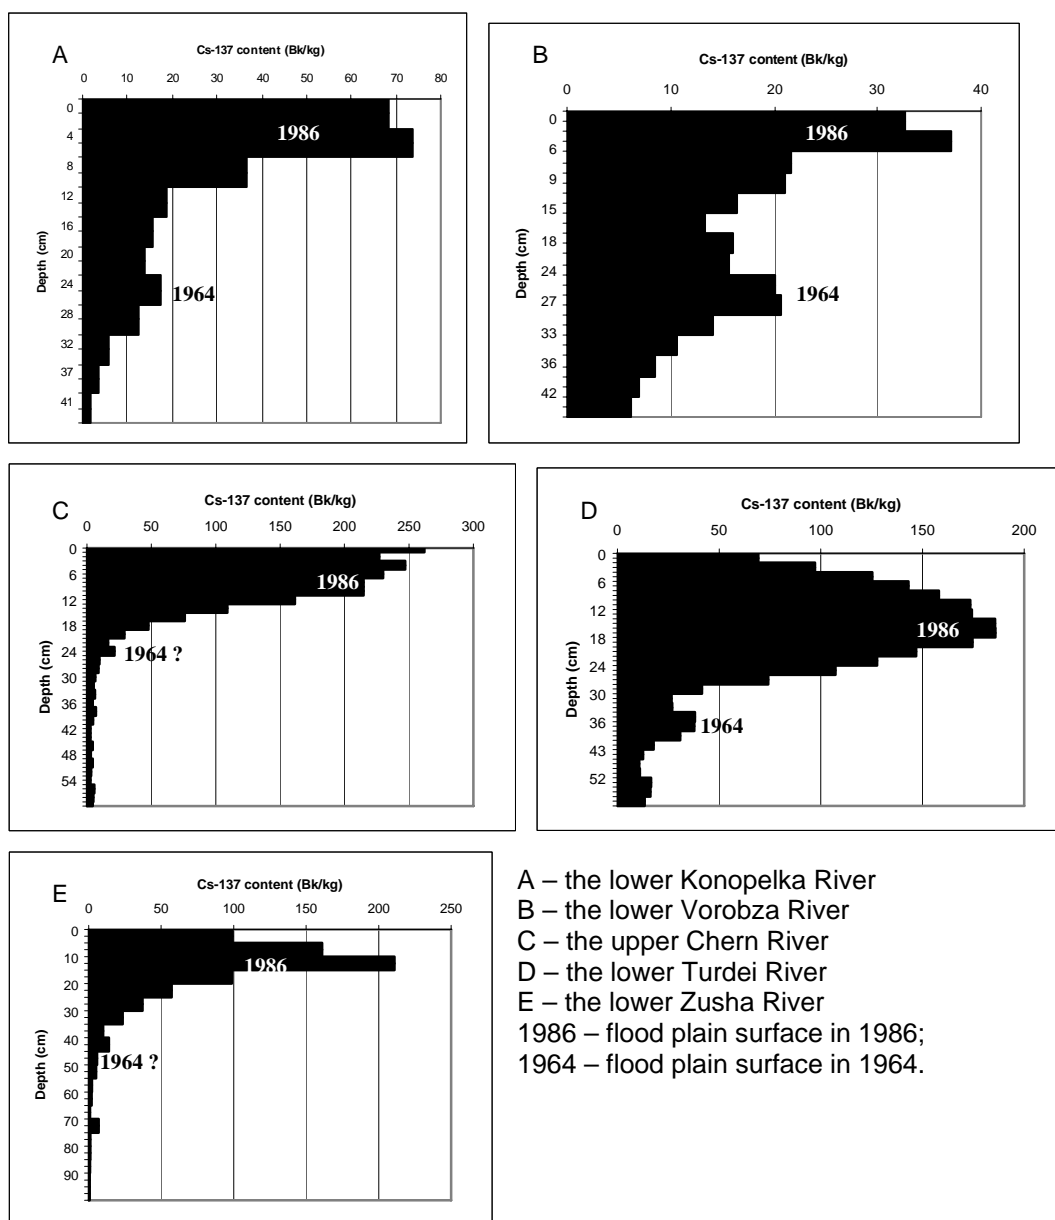 A
Cs-137 content (Bk/kg)
0 10 20 30 40 50 60 70 80
Depth (cm)
0
4
8
12
16
20
24
28
32
37
41
1986
1964
B
Cs-137 content (Bk/kg)
0 10 20 30 40
Depth (cm)
0
6
9
15
18
24
27
33
36
42
1986
1964
C
Cs-137 content (Bk/kg)
0 50 100 150 200 250 300
Depth (cm)
0
6
12
18
24
30
36
42
48
54
1986
1964 ?
D
Cs-137 content (Bk/kg)
0 50 100 150 200
Depth (cm)
0
6
12
18
24
30
36
43
52
1986
1964
E
Cs-137 content (Bk/kg)
0 50 100 150 200 250
Depth (cm)
0
10
20
30
40
50
60
70
80
90
1986
1964 ?
A – the lower Konopelka River
B – the lower Vorobza River
C – the upper Chern River
D – the lower Turdei River
E – the lower Zusha River
1986 – flood plain surface in 1986;
1964 – flood plain surface in 1964.